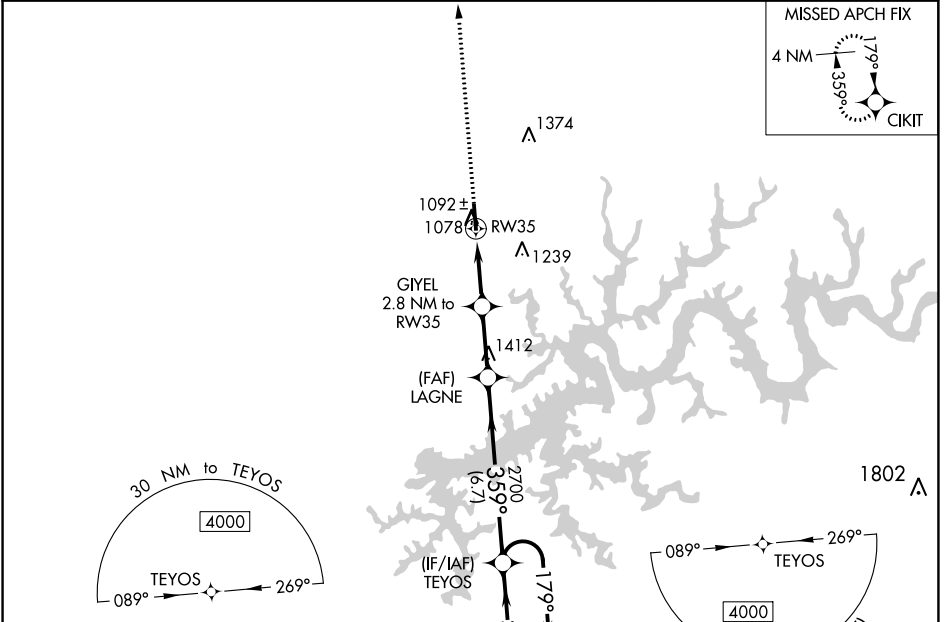 MISSED APCH FIX
4 NM
179°
359°
CIKIT
1374
1092 ±
1078
RW35
1239
GIYEL
2.8 NM to
RW35
1412
(FAF)
LAGNE
2700
359°
(6.7)
1802
30 NM to TEYOS
4000
TEYOS
089°
269°
(IF/IAF)
TEYOS
179°
089°
269°
TEYOS
4000